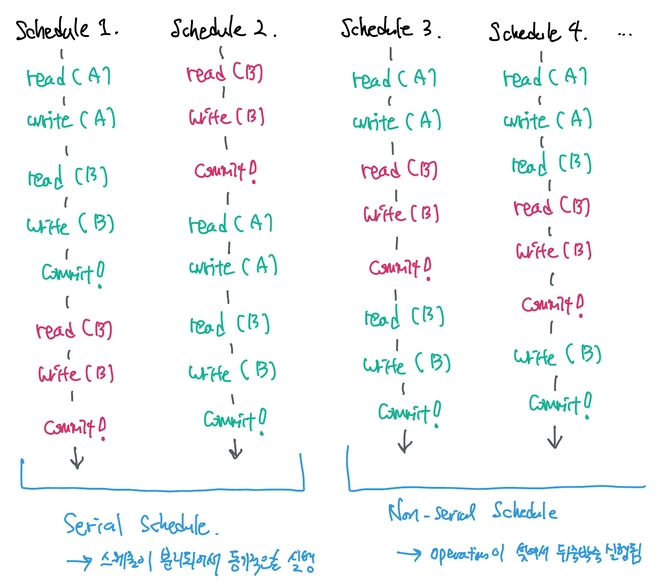 Schedule 1.
read (A)
write (A)
read (B)
write (B)
Commit!
read (B)
write (B)
Commit!
Schedule 2.
read (B)
write (B)
Commit!
read (A)
write (A)
read (B)
write (B)
Commit!
Serial Schedule.
→ 스케줄이 분리되어서 동기적으로 실행
Schedule 3.
read (A)
write (A)
read (B)
write (B)
Commit!
read (B)
write (B)
Commit!
Schedule 4.
read (A)
write (A)
read (B)
read (B)
write (B)
Commit!
write (B)
Commit!
...
Non-serial Schedule
→ operation이 섞여서 뒤죽박죽 실행됨